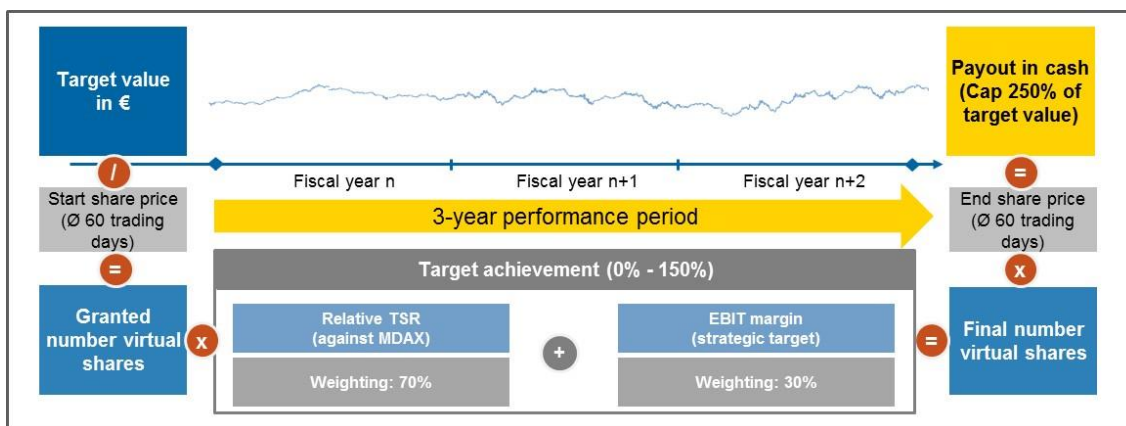 Target value
in €
/
Start share price
(Ø 60 trading
days)
=
Granted
number virtual
shares
x
Fiscal year n
Fiscal year n+1
Fiscal year n+2
3-year performance period
Target achievement (0% - 150%)
Relative TSR
(against MDAX)
Weighting: 70%
+
EBIT margin
(strategic target)
Weighting: 30%
=
Payout in cash
(Cap 250% of
target value)
=
End share price
(Ø 60 trading
days)
x
Final number
virtual shares